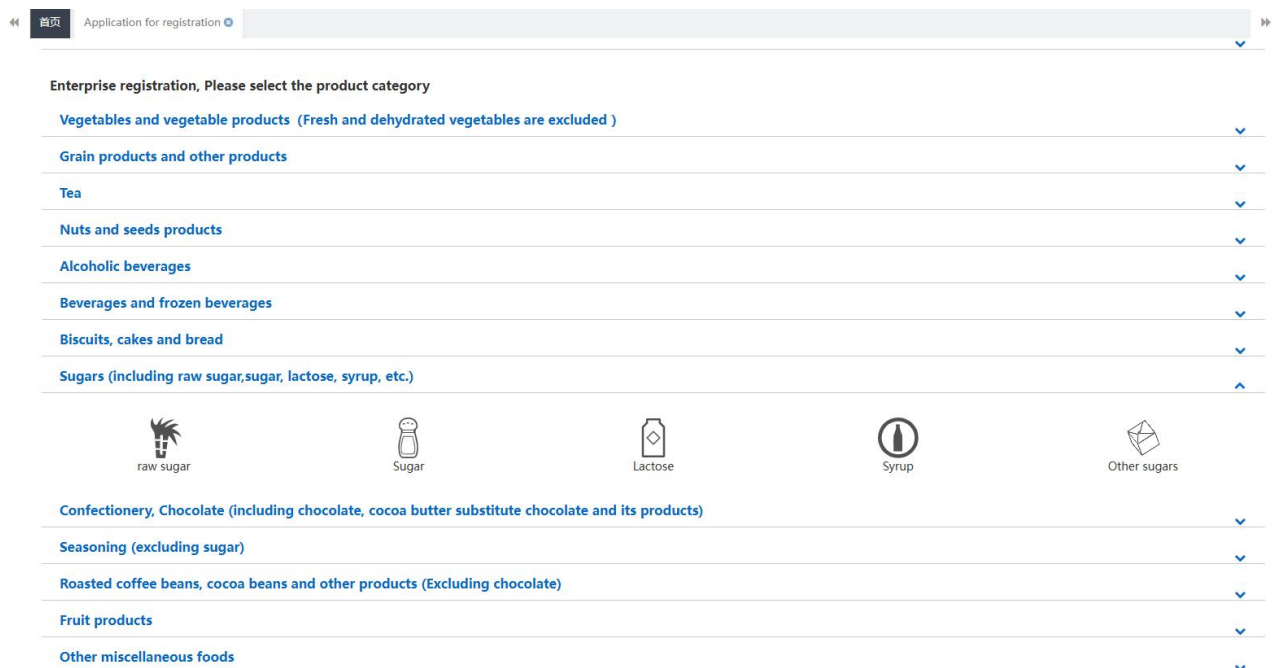 首页 Application for registration
Enterprise registration, Please select the product category
Vegetables and vegetable products (Fresh and dehydrated vegetables are excluded )
Grain products and other products
Tea
Nuts and seeds products
Alcoholic beverages
Beverages and frozen beverages
Biscuits, cakes and bread
Sugars (including raw sugar,sugar, lactose, syrup, etc.)
raw sugar Sugar Lactose Syrup Other sugars
Confectionery, Chocolate (including chocolate, cocoa butter substitute chocolate and its products)
Seasoning (excluding sugar)
Roasted coffee beans, cocoa beans and other products (Excluding chocolate)
Fruit products
Other miscellaneous foods